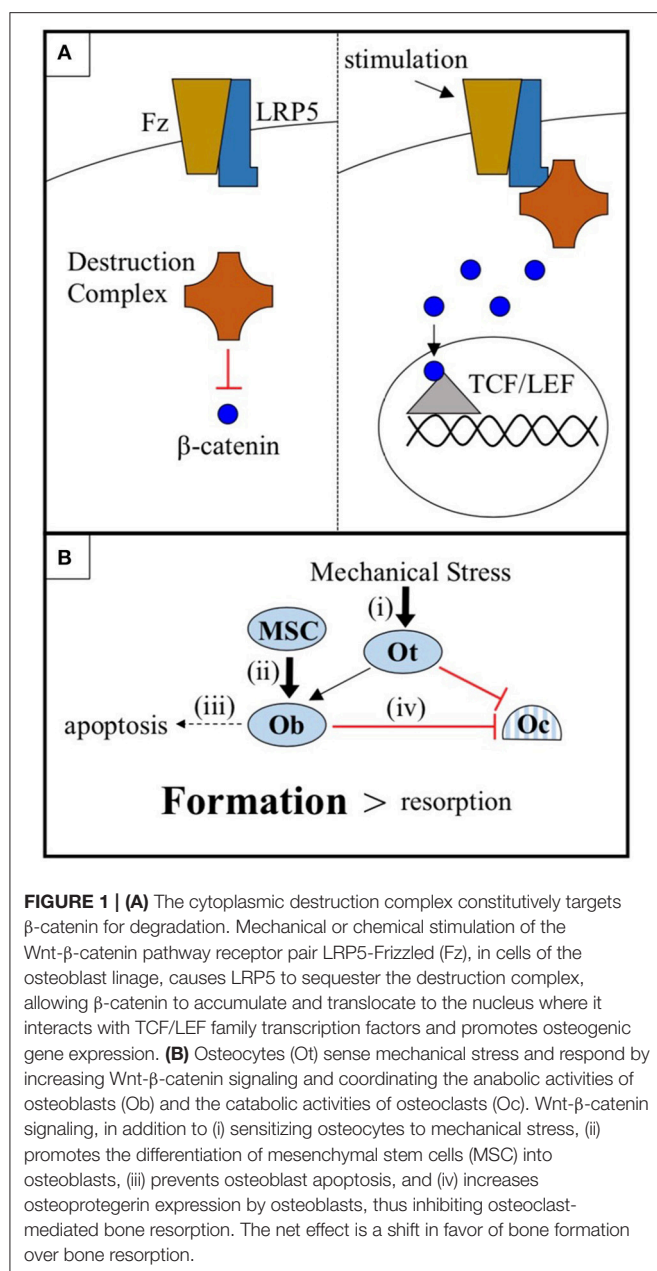 A
stimulation
Fz
LRP5
Destruction
Complex
β-catenin
TCF/LEF
B
Mechanical Stress
(i)
MSC
Ot
(ii)
(iii)
(iv)
apoptosis
Ob
Oc
Formation > resorption
FIGURE 1 | (A) The cytoplasmic destruction complex constitutively targets
β-catenin for degradation. Mechanical or chemical stimulation of the
Wnt-β-catenin pathway receptor pair LRP5-Frizzled (Fz), in cells of the
osteoblast linage, causes LRP5 to sequester the destruction complex,
allowing β-catenin to accumulate and translocate to the nucleus where it
interacts with TCF/LEF family transcription factors and promotes osteogenic
gene expression. (B) Osteocytes (Ot) sense mechanical stress and respond by
increasing Wnt-β-catenin signaling and coordinating the anabolic activities of
osteoblasts (Ob) and the catabolic activities of osteoclasts (Oc). Wnt-β-catenin
signaling, in addition to (i) sensitizing osteocytes to mechanical stress, (ii)
promotes the differentiation of mesenchymal stem cells (MSC) into
osteoblasts, (iii) prevents osteoblast apoptosis, and (iv) increases
osteoprotegerin expression by osteoblasts, thus inhibiting osteoclast-
mediated bone resorption. The net effect is a shift in favor of bone formation
over bone resorption.